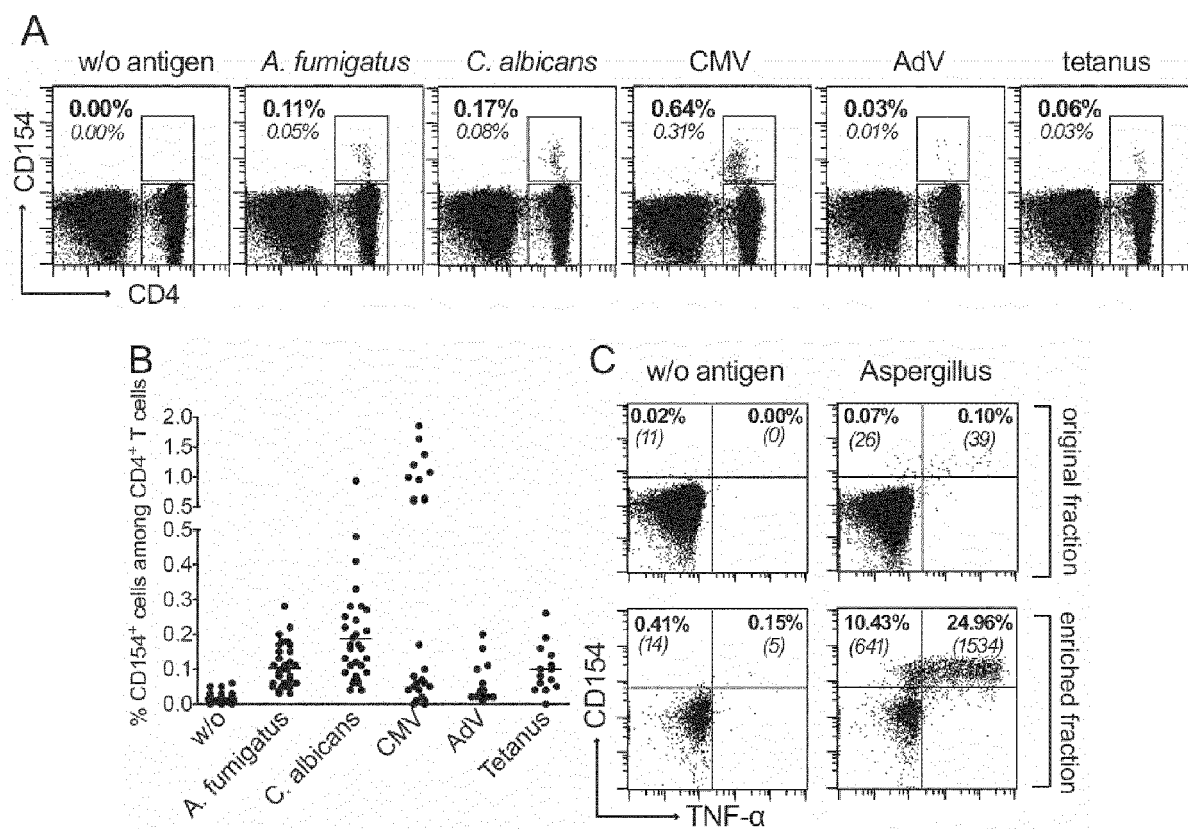 A
w/o antigen A. fumigatus C. albicans CMV AdV tetanus
0.00% 0.11% 0.17% 0.64% 0.03% 0.06%
0.00% 0.05% 0.08% 0.31% 0.01% 0.03%
CD154
CD4
B
% CD154+ cells among CD4+ T cells
2.0
1.5
1.0
0.5
0.5
0.4
0.3
0.2
0.1
0.0
w/o A. fumigatus C. albicans CMV AdV Tetanus
C
w/o antigen Aspergillus
0.02% 0.00% 0.07% 0.10%
(11) (0) (26) (39)
original fraction
0.41% 0.15% 10.43% 24.96%
(14) (5) (641) (1534)
enriched fraction
CD154
TNF-α